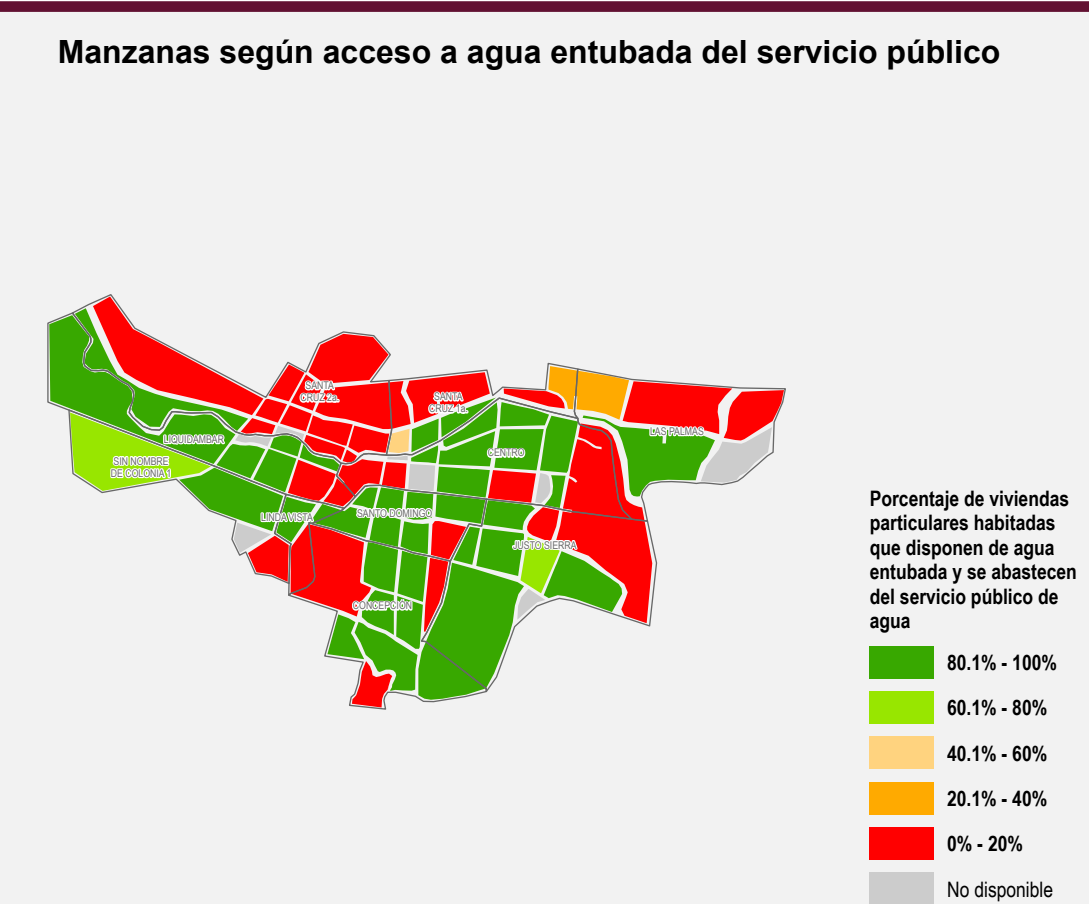 Manzanas según acceso a agua entubada del servicio público
SANTA
CRUZ 2a.
SANTA
CRUZ 1a.
LIQUIDAMBAR
LAS PALMAS
CENTRO
SIN NOMBRE
DE COLONIA 1
LINDA VISTA
SANTO DOMINGO
JUSTO SIERRA
CONCEPCIÓN
Porcentaje de viviendas
particulares habitadas
que disponen de agua
entubada y se abastecen
del servicio público de
agua
80.1% - 100%
60.1% - 80%
40.1% - 60%
20.1% - 40%
0% - 20%
No disponible